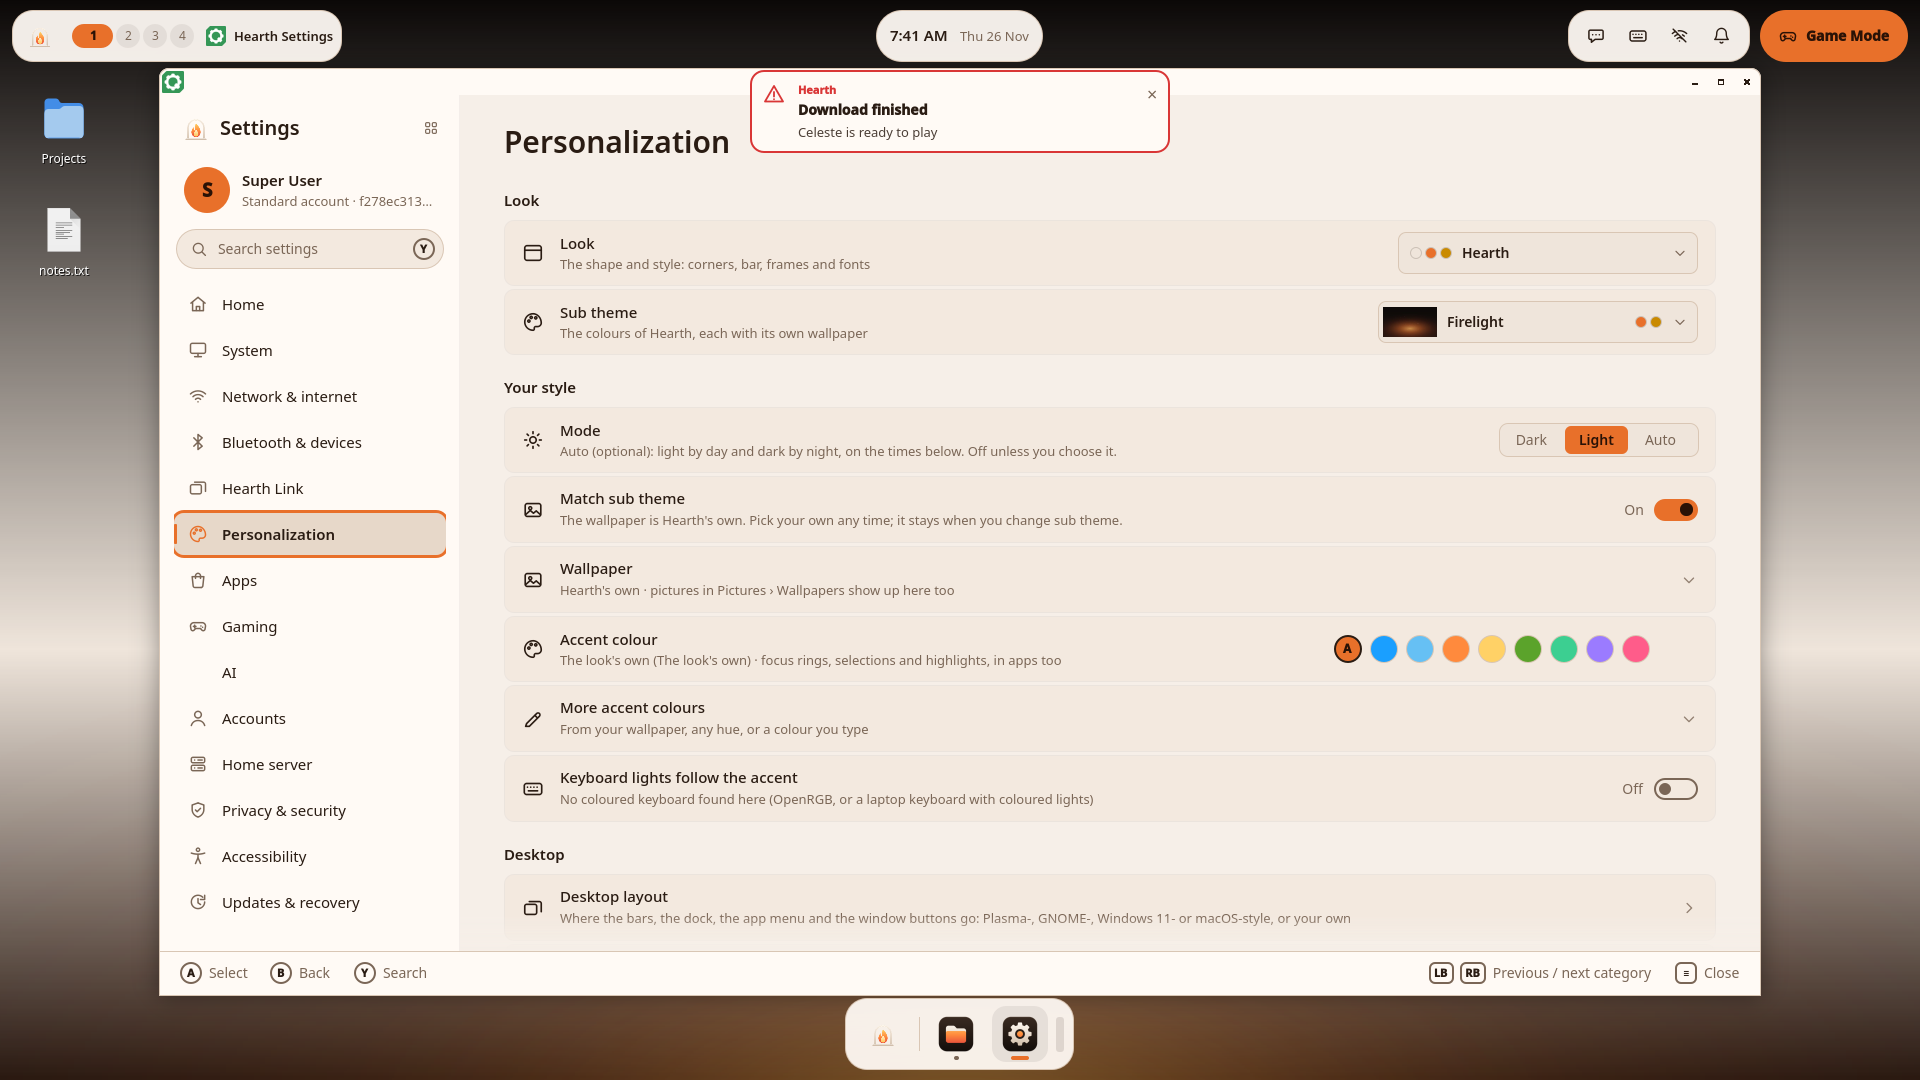 1 2 3 4 Hearth Settings
7:41 AM Thu 26 Nov
Game Mode
Projects
notes.txt
Hearth
Download finished
Celeste is ready to play
Settings
S
Super User
Standard account · f278ec313...
Search settings Y
Home
System
Network & internet
Bluetooth & devices
Hearth Link
Personalization
Apps
Gaming
AI
Accounts
Home server
Privacy & security
Accessibility
Updates & recovery
Personalization
Look
Look
The shape and style: corners, bar, frames and fonts
Hearth
Sub theme
The colours of Hearth, each with its own wallpaper
Firelight
Your style
Mode
Auto (optional): light by day and dark by night, on the times below. Off unless you choose it.
Dark Light Auto
Match sub theme
The wallpaper is Hearth's own. Pick your own any time; it stays when you change sub theme.
On
Wallpaper
Hearth's own · pictures in Pictures › Wallpapers show up here too
Accent colour
The look's own (The look's own) · focus rings, selections and highlights, in apps too
A
More accent colours
From your wallpaper, any hue, or a colour you type
Keyboard lights follow the accent
No coloured keyboard found here (OpenRGB, or a laptop keyboard with coloured lights)
Off
Desktop
Desktop layout
Where the bars, the dock, the app menu and the window buttons go: Plasma-, GNOME-, Windows 11- or macOS-style, or your own
A Select B Back Y Search
LB RB Previous / next category ≡ Close